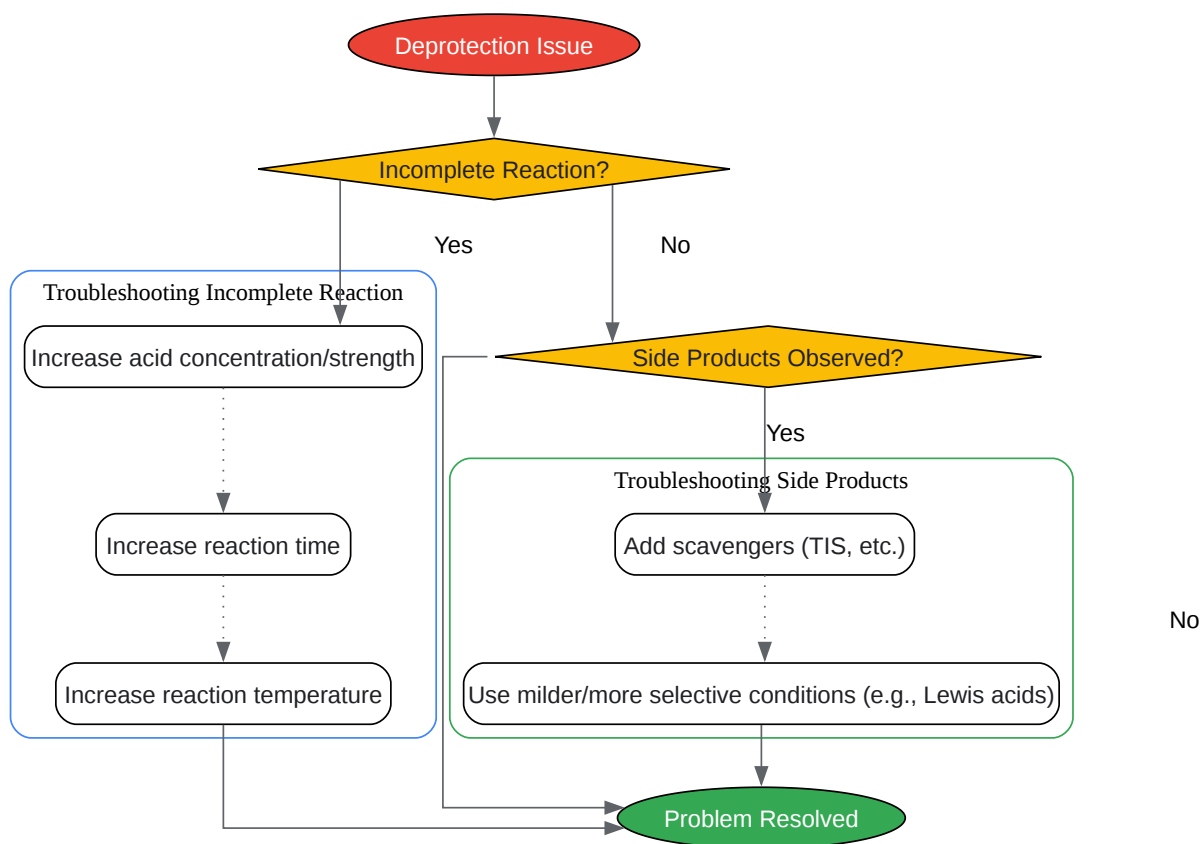 Deprotection Issue
Incomplete Reaction?
Yes
No
Troubleshooting Incomplete Reaction
Increase acid concentration/strength
Side Products Observed?
Yes
Troubleshooting Side Products
Increase reaction time
Add scavengers (TIS, etc.)
No
Increase reaction temperature
Use milder/more selective conditions (e.g., Lewis acids)
Problem Resolved